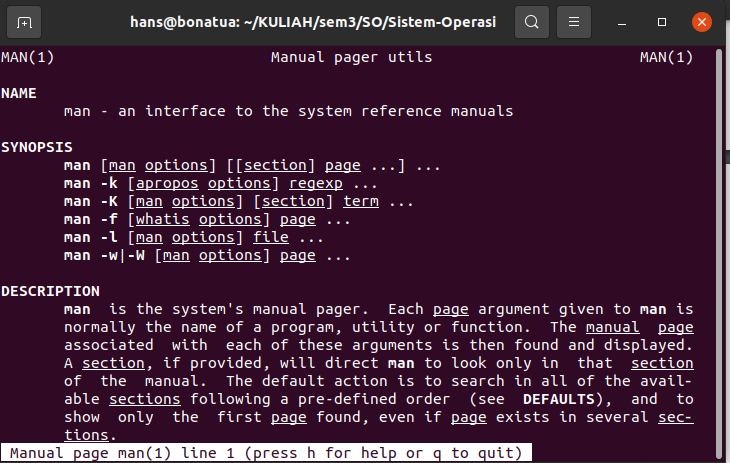 hans@bonatua: ~/KULIAH/sem3/SO/Sistem-Operasi
MAN(1) Manual pager utils MAN(1)
NAME
man - an interface to the system reference manuals
SYNOPSIS
man [man options] [[section] page ...] ...
man -k [apropos options] regexp ...
man -K [man options] [section] term ...
man -f [whatis options] page ...
man -l [man options] file ...
man -w|-W [man options] page ...
DESCRIPTION
man is the system's manual pager. Each page argument given to man is
normally the name of a program, utility or function. The manual page
associated with each of these arguments is then found and displayed.
A section, if provided, will direct man to look only in that section
of the manual. The default action is to search in all of the avail-
able sections following a pre-defined order (see DEFAULTS), and to
show only the first page found, even if page exists in several sec-
tions.
Manual page man(1) line 1 (press h for help or q to quit)